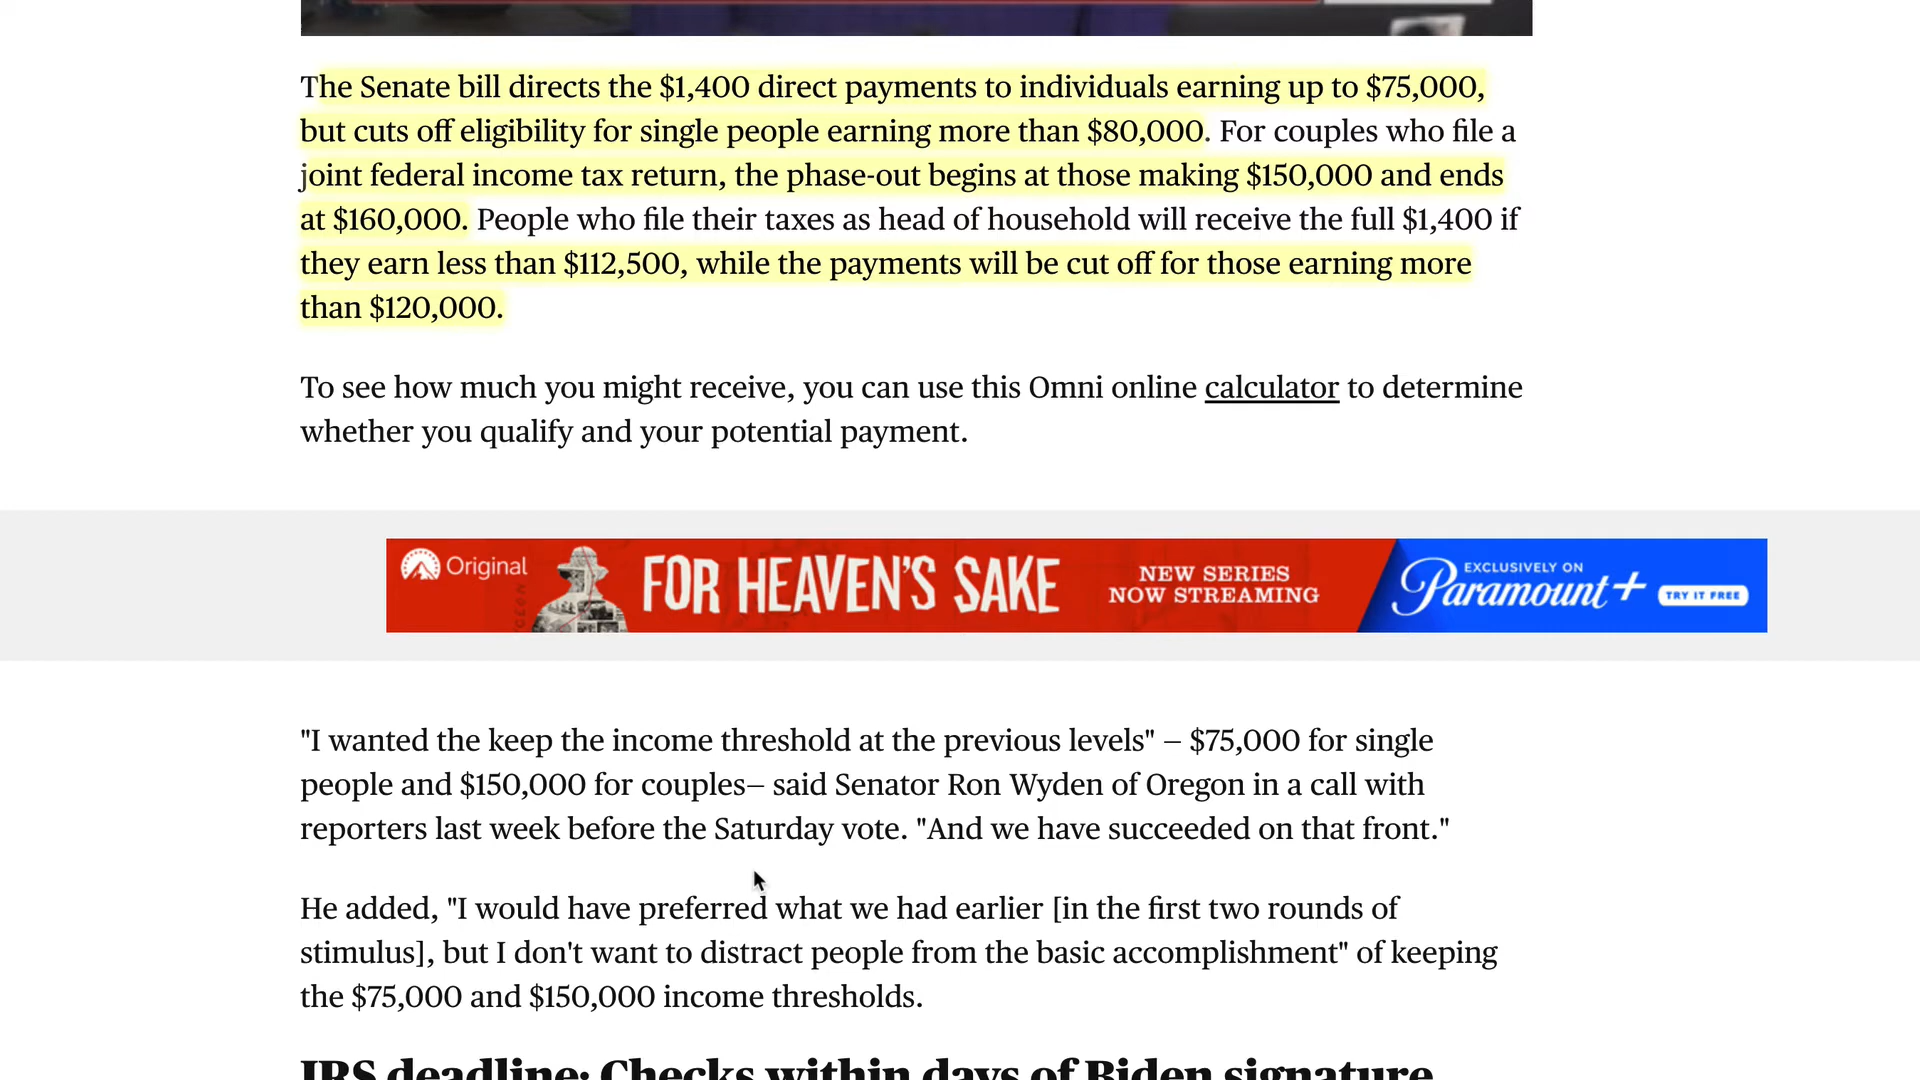 The Senate bill directs the $1,400 direct payments to individuals earning up to $75,000,
but cuts off eligibility for single people earning more than $80,000. For couples who file a
joint federal income tax return, the phase-out begins at those making $150,000 and ends
at $160,000. People who file their taxes as head of household will receive the full $1,400 if
they earn less than $112,500, while the payments will be cut off for those earning more
than $120,000.
To see how much you might receive, you can use this Omni online calculator to determine
whether you qualify and your potential payment.
Original
FOR HEAVEN'S SAKE
NEW SERIES
NOW STREAMING
EXCLUSIVELY ON
Paramount+
TRY IT FREE
"I wanted the keep the income threshold at the previous levels" — $75,000 for single
people and $150,000 for couples— said Senator Ron Wyden of Oregon in a call with
reporters last week before the Saturday vote. "And we have succeeded on that front."
He added, "I would have preferred what we had earlier [in the first two rounds of
stimulus], but I don't want to distract people from the basic accomplishment" of keeping
the $75,000 and $150,000 income thresholds.
IRS deadline: Checks within days of Biden signature